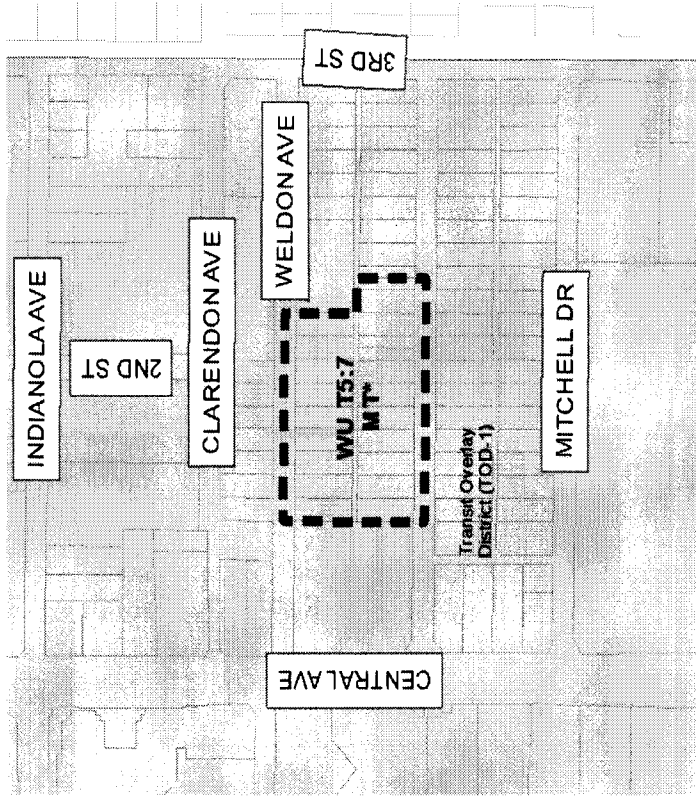 3RD ST
INDIANOLA AVE
2ND ST
CLARENDON AVE
WELDON AVE
WU T5:7
MT*
Transit Overlay
District (TOD-1)
MITCHELL DR
CENTRAL AVE